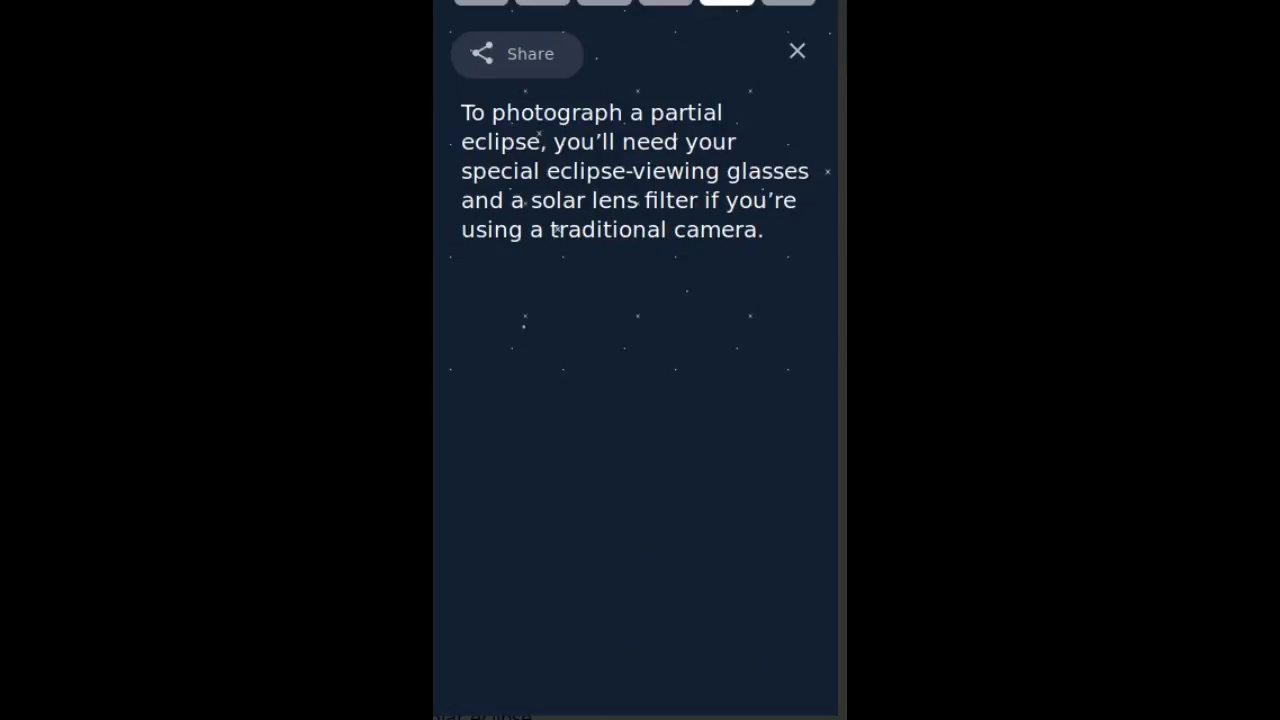 Share
To photograph a partial
eclipse, you’ll need your
special eclipse-viewing glasses
and a solar lens filter if you’re
using a traditional camera.